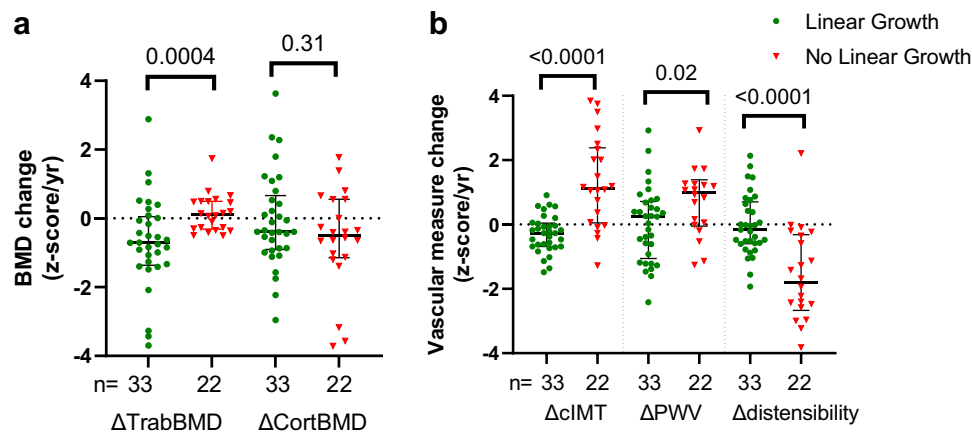 a
0.0004
0.31
BMD change
(z-score/yr)
4
2
0
-2
-4
n= 33 22 33 22
ΔTrabBMD ΔCortBMD
b
Linear Growth
No Linear Growth
<0.0001
0.02
<0.0001
Vascular measure change
(z-score/yr)
4
2
0
-2
-4
n= 33 22 33 22 33 22
ΔcIMT ΔPWV Δdistensibility